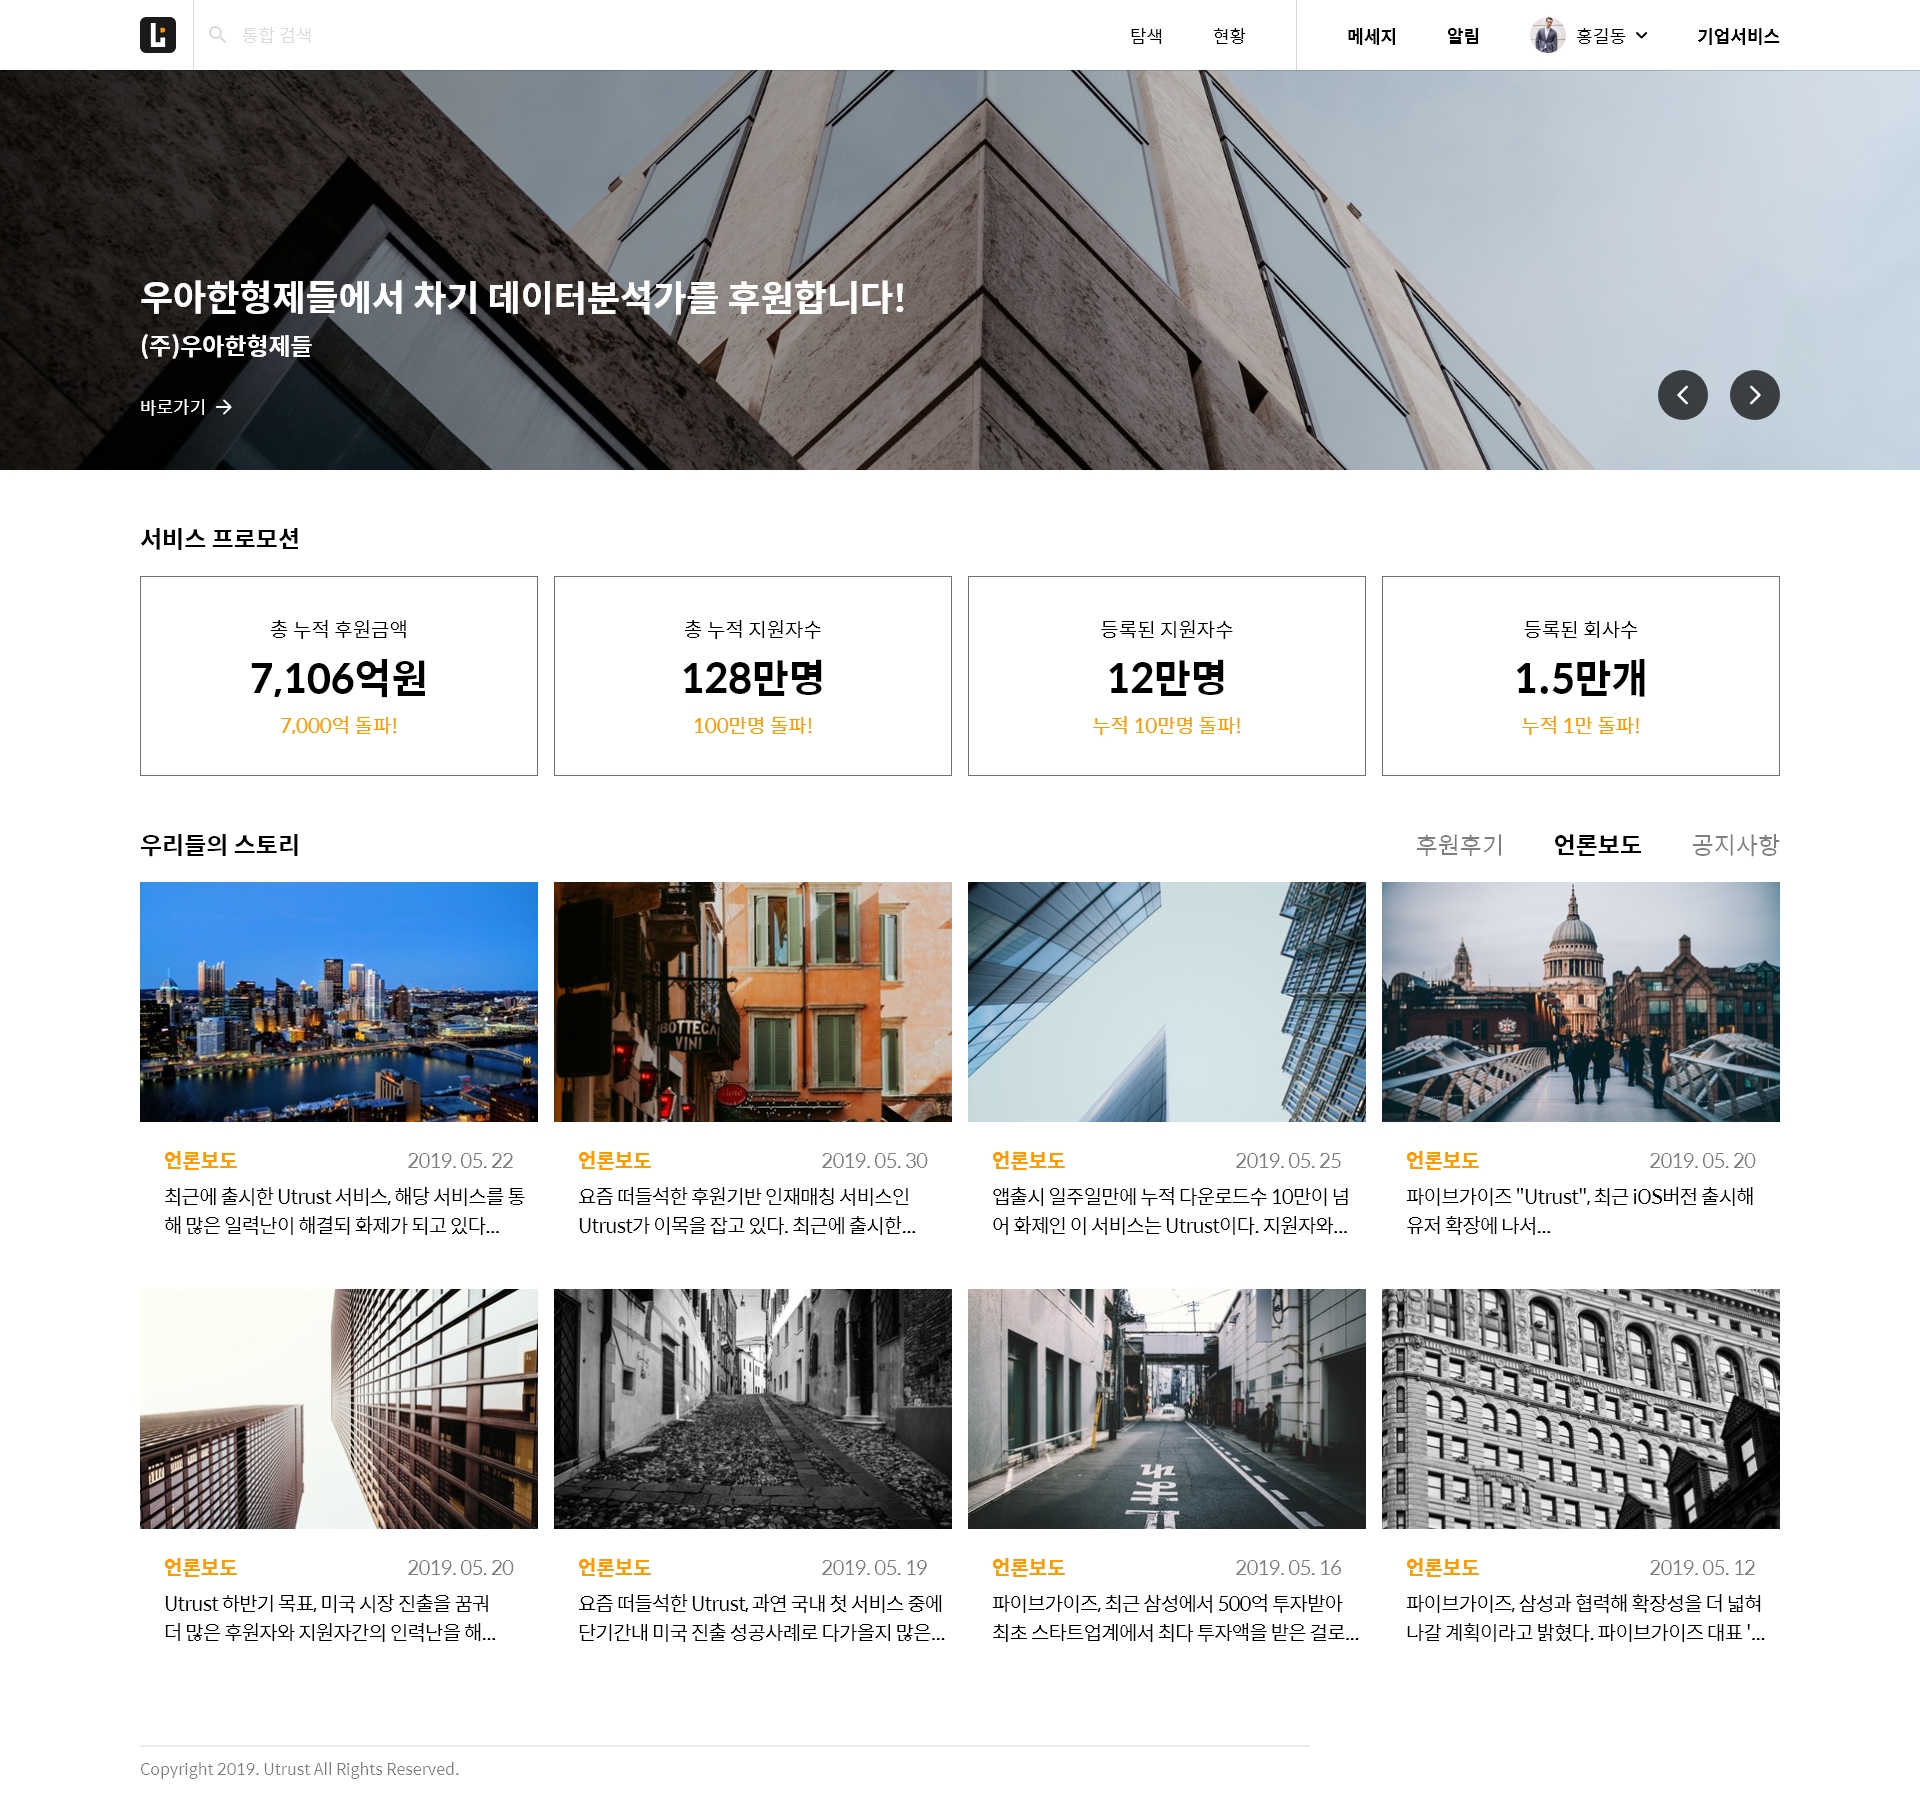 통합 검색
탐색
현황
메세지
알림
홍길동
기업서비스
우아한형제들에서 차기 데이터분석가를 후원합니다!
(주)우아한형제들
바로가기
서비스 프로모션
총 누적 후원금액
7,106억원
7,000억 돌파!
총 누적 지원자수
128만명
100만명 돌파!
등록된 지원자수
12만명
누적 10만명 돌파!
등록된 회사수
1.5만개
누적 1만 돌파!
우리들의 스토리
후원후기
언론보도
공지사항
BOTTEGA
VINI
언론보도
2019. 05. 22
최근에 출시한 Utrust 서비스, 해당 서비스를 통
해 많은 일력난이 해결되 화제가 되고 있다...
언론보도
2019. 05. 30
요즘 떠들석한 후원기반 인재매칭 서비스인
Utrust가 이목을 잡고 있다. 최근에 출시한...
언론보도
2019. 05. 25
앱출시 일주일만에 누적 다운로드수 10만이 넘
어 화제인 이 서비스는 Utrust이다. 지원자와...
언론보도
2019. 05. 20
파이브가이즈 "Utrust", 최근 iOS버전 출시해
유저 확장에 나서...
언론보도
2019. 05. 20
Utrust 하반기 목표, 미국 시장 진출을 꿈궈
더 많은 후원자와 지원자간의 인력난을 해...
언론보도
2019. 05. 19
요즘 떠들석한 Utrust, 과연 국내 첫 서비스 중에
단기간내 미국 진출 성공사례로 다가올지 많은...
언론보도
2019. 05. 16
파이브가이즈, 최근 삼성에서 500억 투자받아
최초 스타트업계에서 최다 투자액을 받은 걸로...
언론보도
2019. 05. 12
파이브가이즈, 삼성과 협력해 확장성을 더 넓혀
나갈 계획이라고 밝혔다. 파이브가이즈 대표 '...
Copyright 2019. Utrust All Rights Reserved.